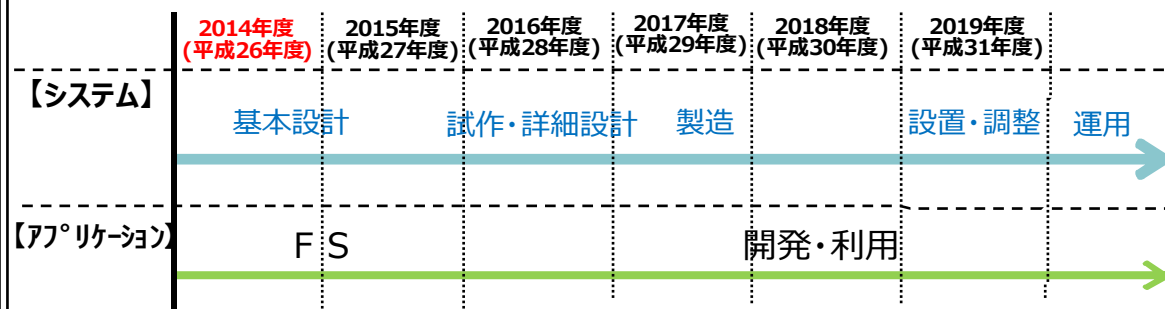 2014年度 2015年度 2016年度 2017年度 2018年度 2019年度
(平成26年度) (平成27年度) (平成28年度) (平成29年度) (平成30年度) (平成31年度)
【システム】
基本設計 試作・詳細設計 製造 設置・調整 運用
【アプリケーション】
FS 開発・利用